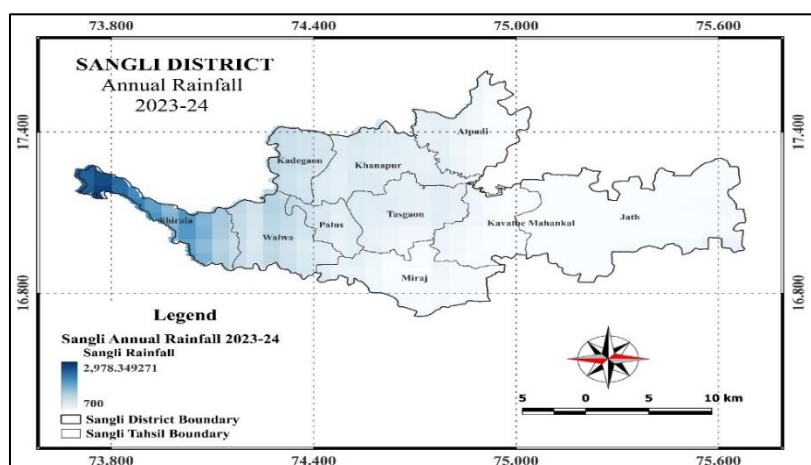 73.800 74.400 75.000 75.600
SANGLI DISTRICT
Annual Rainfall
2023-24
17.400 17.400
Atpadi
Kadegaon
Khanapur
Shirala
Walwa
Palus
Tasgaon
Kavathe Mahankal
Jath
Miraj
16.800 16.800
Legend
Sangli Annual Rainfall 2023-24
Sangli Rainfall
2,978.349271
700
Sangli District Boundary
Sangli Tahsil Boundary
5 0 5 10 km
73.800 74.400 75.000 75.600